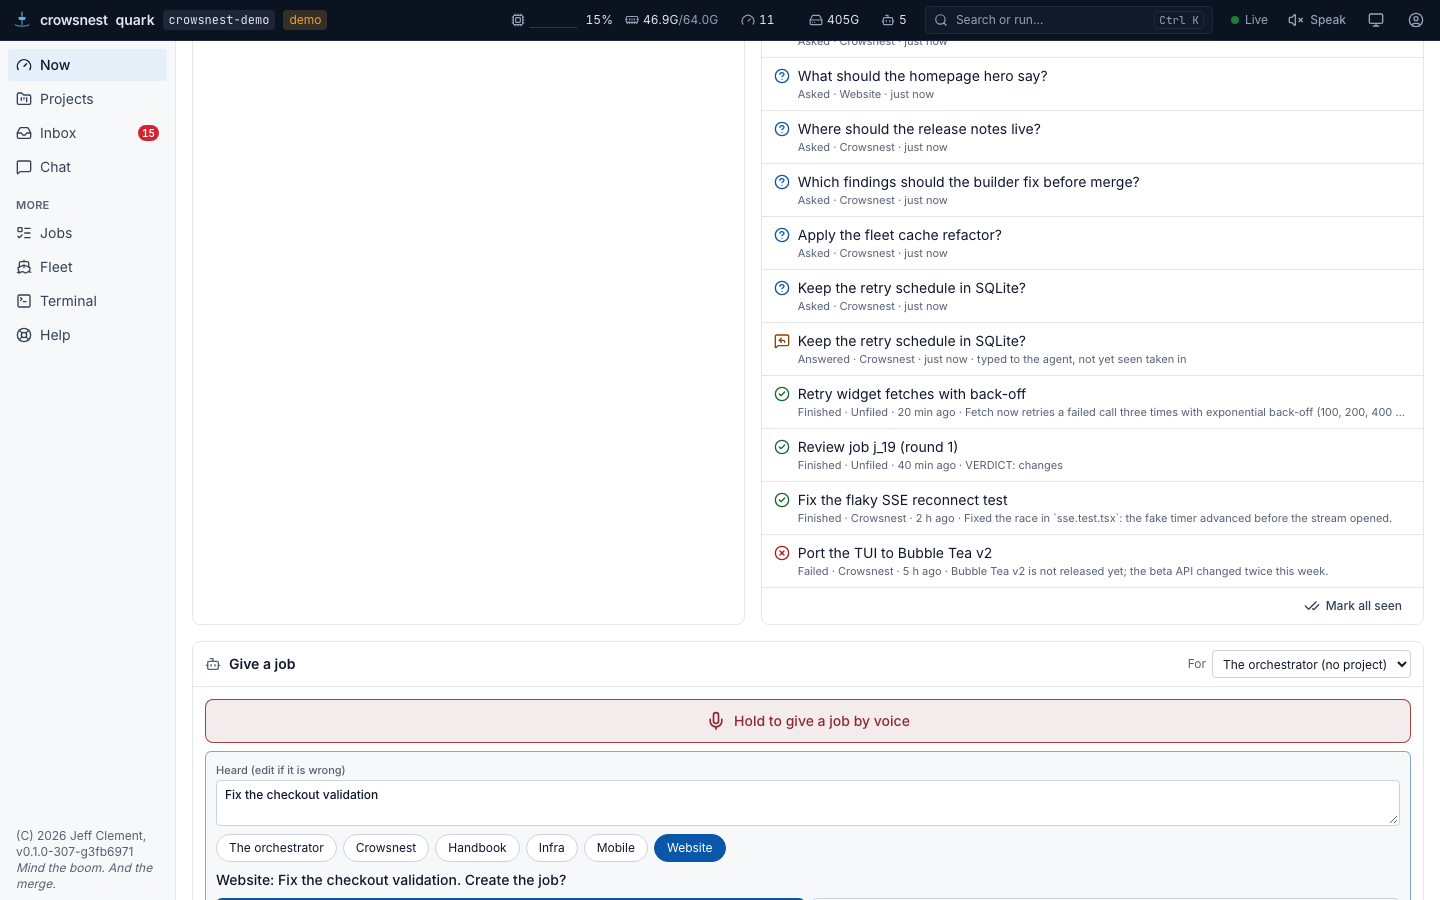 crowsnest quark crowsnest-demo demo 15% 46.9G/64.0G 11 405G 5 Search or run... Ctrl K Live Speak
Now
Projects
Inbox 15
Chat
MORE
Jobs
Fleet
Terminal
Help
(C) 2026 Jeff Clement,
v0.1.0-307-g3fb6971
Mind the boom. And the
merge.
Asked · Crowsnest · just now
What should the homepage hero say?
Asked · Website · just now
Where should the release notes live?
Asked · Crowsnest · just now
Which findings should the builder fix before merge?
Asked · Crowsnest · just now
Apply the fleet cache refactor?
Asked · Crowsnest · just now
Keep the retry schedule in SQLite?
Asked · Crowsnest · just now
Keep the retry schedule in SQLite?
Answered · Crowsnest · just now · typed to the agent, not yet seen taken in
Retry widget fetches with back-off
Finished · Unfiled · 20 min ago · Fetch now retries a failed call three times with exponential back-off (100, 200, 400 ...
Review job j_19 (round 1)
Finished · Unfiled · 40 min ago · VERDICT: changes
Fix the flaky SSE reconnect test
Finished · Crowsnest · 2 h ago · Fixed the race in `sse.test.tsx`: the fake timer advanced before the stream opened.
Port the TUI to Bubble Tea v2
Failed · Crowsnest · 5 h ago · Bubble Tea v2 is not released yet; the beta API changed twice this week.
Mark all seen
Give a job For The orchestrator (no project)
Hold to give a job by voice
Heard (edit if it is wrong)
Fix the checkout validation
The orchestrator Crowsnest Handbook Infra Mobile Website
Website: Fix the checkout validation. Create the job?